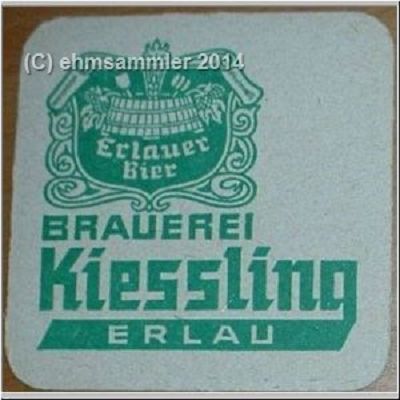 (C) ehmsammler 2014
Erlauer
Bier
BRAUEREI
Kiessling
ERLAU